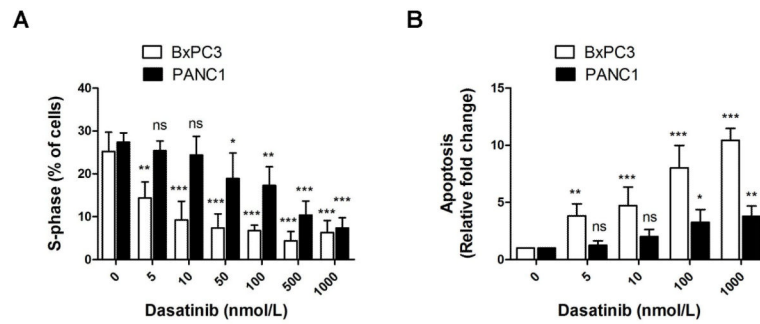 A
BxPC3
PANC1
S-phase (% of cells)
40
30
20
10
0
** ns *** ns *** * *** ** *** *** *** ***
0 5 10 50 100 500 1000
Dasatinib (nmol/L)
B
BxPC3
PANC1
Apoptosis
(Relative fold change)
15
10
5
0
** ns *** ns *** * *** **
0 5 10 100 1000
Dasatinib (nmol/L)